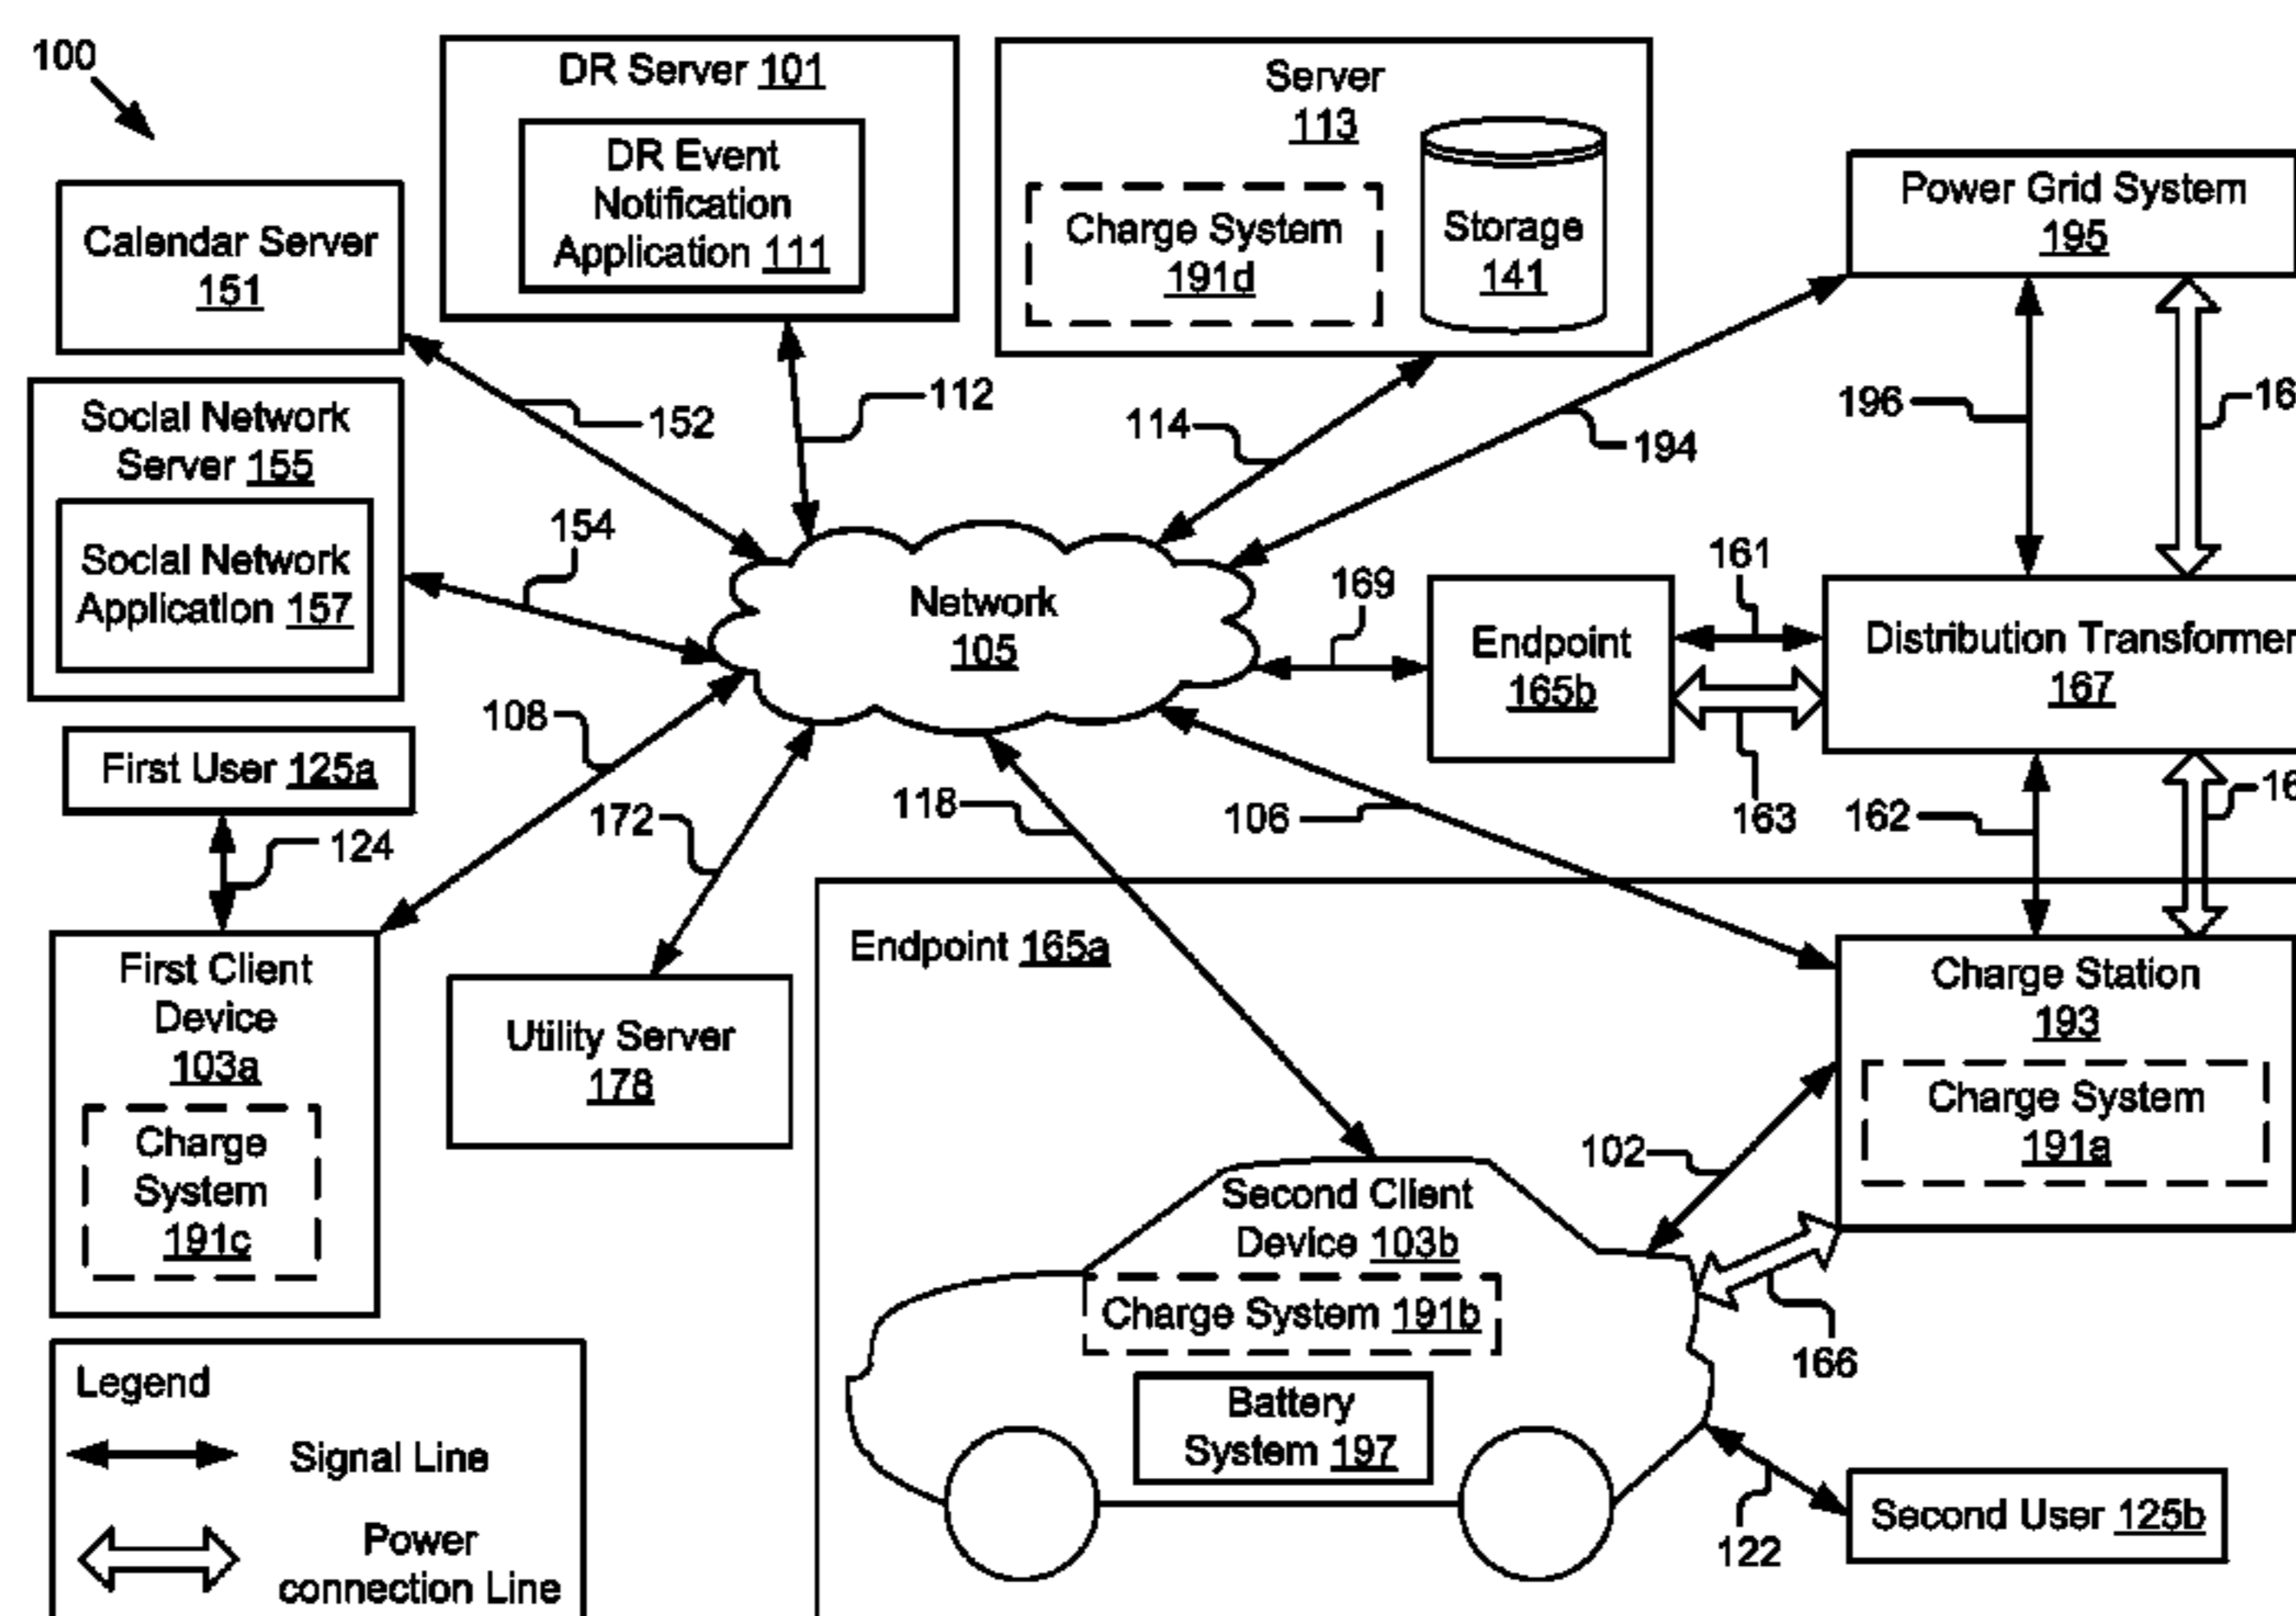 100
DR Server 101
DR Event
Notification
Application 111
Server
113
Charge System
191d
Storage
141
Power Grid System
195
Calendar Server
151
Social Network
Server 155
Social Network
Application 157
152
112
114
194
196
154
Network
105
169
Endpoint
165b
161
163
Distribution Transformer
167
First User 125a
124
108
172
118
106
162
First Client
Device
103a
Charge
System
191c
Utility Server
178
Endpoint 165a
Charge Station
193
Charge System
191a
102
166
Second Client
Device 103b
Charge System 191b
Battery
System 197
122
Second User 125b
Legend
Signal Line
Power
connection Line